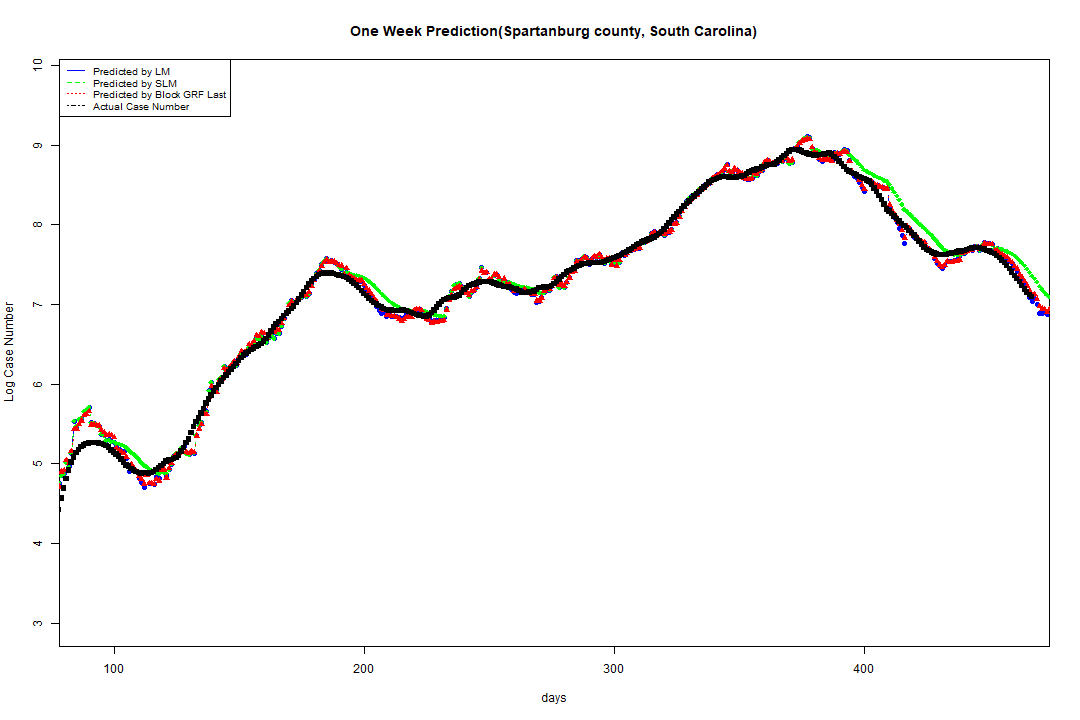 One Week Prediction(Spartanburg county, South Carolina)
Predicted by LM
Predicted by SLM
Predicted by Block GRF Last
Actual Case Number
10
9
8
7
6
5
4
3
Log Case Number
100
200
300
400
days